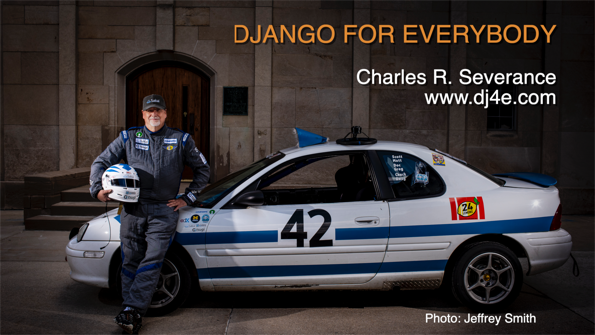 DJANGO FOR EVERYBODY
Charles R. Severance
www.dj4e.com
42
24
Photo: Jeffrey Smith